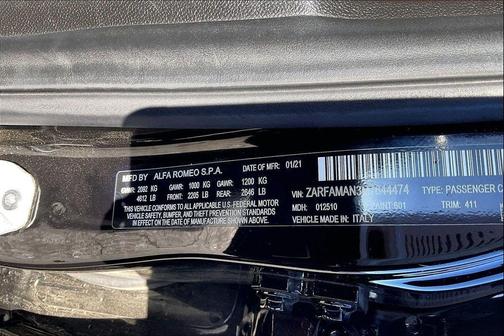 MFD BY ALFA ROMEO S.P.A. DATE OF MFD 01/21
GVWR: 2092 KG GAWR: 1000 KG GAWR: 1200 KG
4612 LB FRONT: 2205 LB REAR: 2646 LB
THIS VEHICLE CONFORMS TO ALL APPLICABLE U.S. FEDERAL MOTOR
VEHICLE SAFETY, BUMPER, AND THEFT PREVENTION STANDARDS
IN EFFECT ON THE DATE OF MANUFACTURE SHOWN ABOVE.
VIN: TYPE: PASSENGER C
MDH: 012510 PAINT: 601 TRIM: 411
VEHICLE MADE IN: ITALY